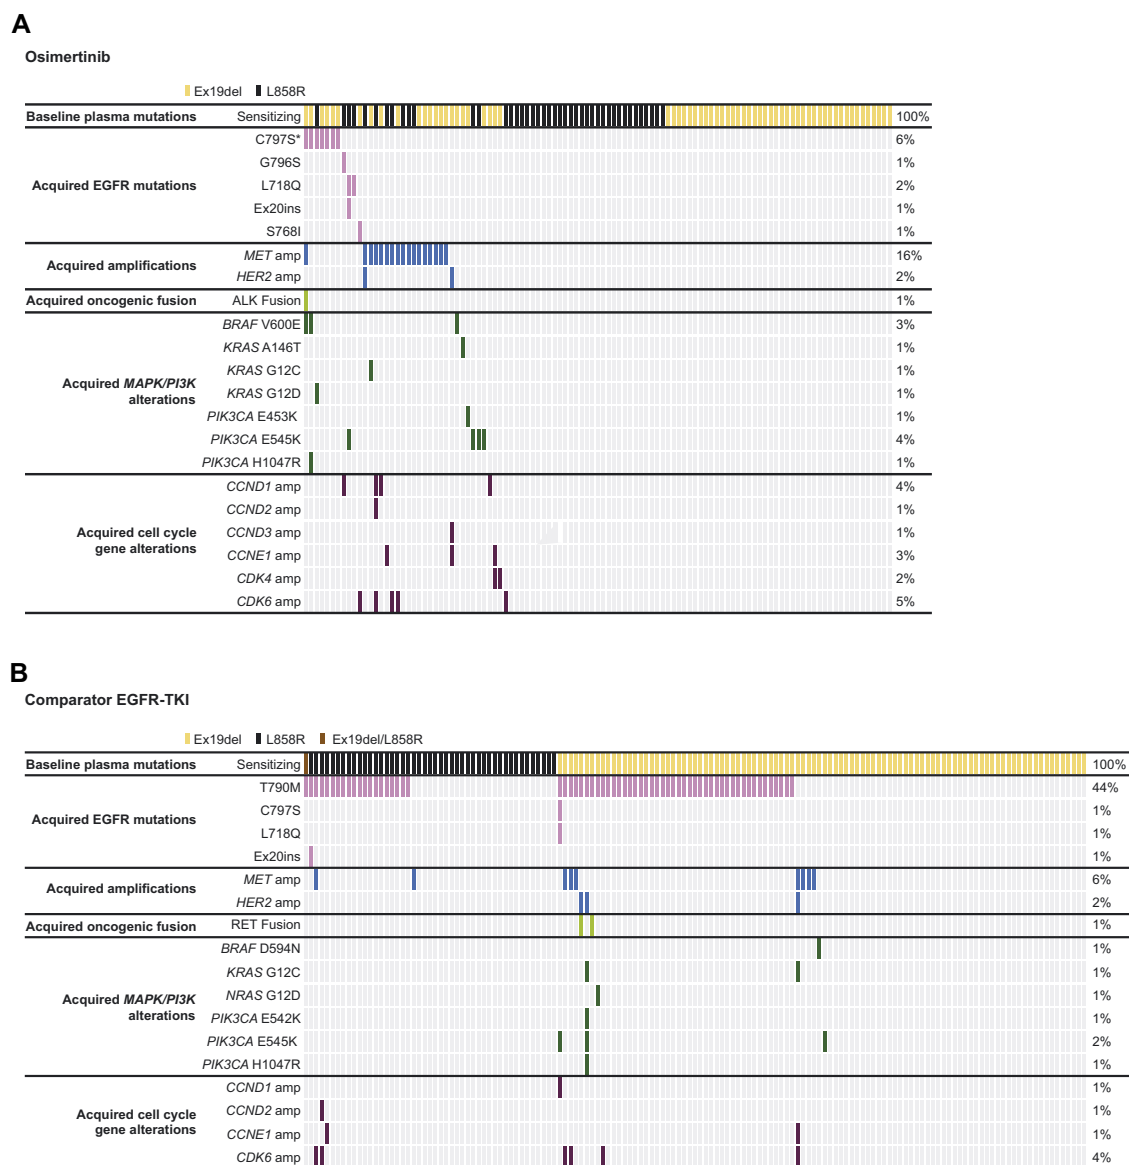 A
Osimertinib
Ex19del L858R
Baseline plasma mutations Sensitizing 100%
C797S* 6%
G796S 1%
Acquired EGFR mutations L718Q 2%
Ex20ins 1%
S768I 1%
Acquired amplifications MET amp 16%
HER2 amp 2%
Acquired oncogenic fusion ALK Fusion 1%
BRAF V600E 3%
KRAS A146T 1%
KRAS G12C 1%
Acquired MAPK/PI3K alterations KRAS G12D 1%
PIK3CA E453K 1%
PIK3CA E545K 4%
PIK3CA H1047R 1%
CCND1 amp 4%
CCND2 amp 1%
Acquired cell cycle gene alterations CCND3 amp 1%
CCNE1 amp 3%
CDK4 amp 2%
CDK6 amp 5%
B
Comparator EGFR-TKI
Ex19del L858R Ex19del/L858R
Baseline plasma mutations Sensitizing 100%
T790M 44%
Acquired EGFR mutations C797S 1%
L718Q 1%
Ex20ins 1%
Acquired amplifications MET amp 6%
HER2 amp 2%
Acquired oncogenic fusion RET Fusion 1%
BRAF D594N 1%
KRAS G12C 1%
Acquired MAPK/PI3K alterations NRAS G12D 1%
PIK3CA E542K 1%
PIK3CA E545K 2%
PIK3CA H1047R 1%
CCND1 amp 1%
Acquired cell cycle gene alterations CCND2 amp 1%
CCNE1 amp 1%
CDK6 amp 4%